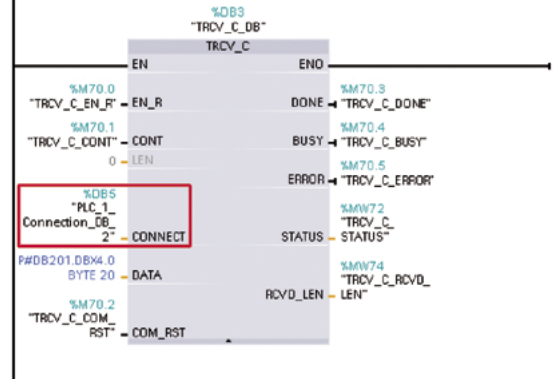 %DB3
"TRCV_C_DB"
TRCV_C
EN ENO
%M70.0
"TRCV_C_EN_R" EN_R
%M70.3
DONE "TRCV_C_DONE"
%M70.1
"TRCV_C_CONT" CONT
%M70.4
BUSY "TRCV_C_BUSY"
0 LEN
%M70.5
ERROR "TRCV_C_ERROR"
%DB5
"PLC_1_
Connection_DB_
2" CONNECT
%MW72
"TRCV_C_
STATUS STATUS"
P#DB201.DBX4.0
BYTE 20 DATA
%MW74
"TRCV_C_RCVD_
RCVD_LEN LEN"
%M70.2
"TRCV_C_COM_
RST" COM_RST